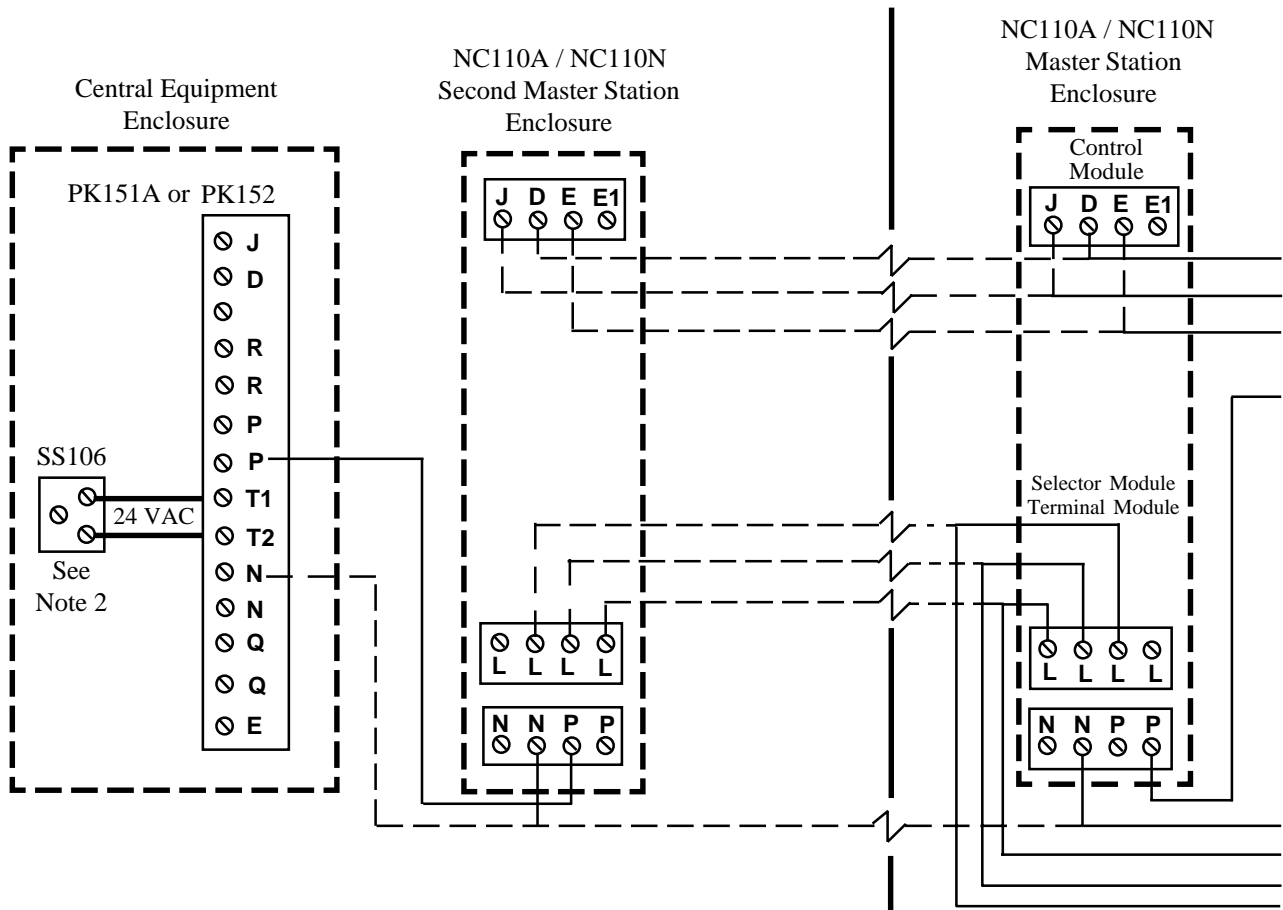 Central Equipment
Enclosure
PK151A or PK152
J
D
R
R
P
P
T1
T2
N
N
Q
Q
E
SS106
24 VAC
See
Note 2
NC110A / NC110N
Second Master Station
Enclosure
J D E E1
L L L L
N N P P
NC110A / NC110N
Master Station
Enclosure
Control
Module
J D E E1
Selector Module
Terminal Module
L L L L
N N P P